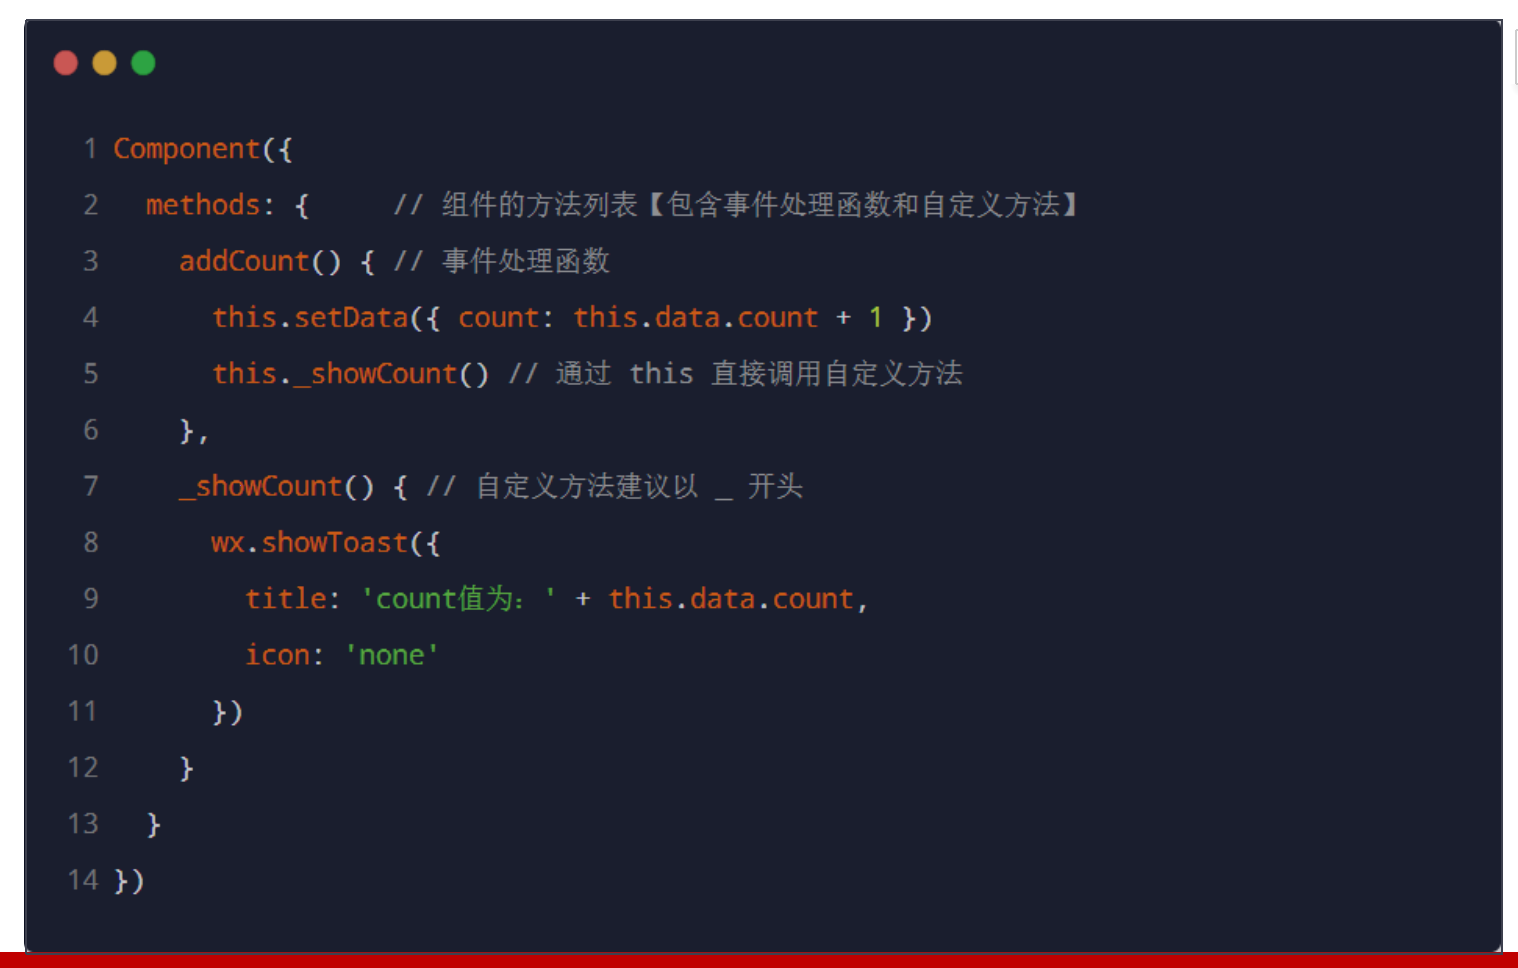 1 Component({
2   methods: {     // 组件的方法列表【包含事件处理函数和自定义方法】
3     addCount() { // 事件处理函数
4       this.setData({ count: this.data.count + 1 })
5       this._showCount() // 通过 this 直接调用自定义方法
6     },
7     _showCount() { // 自定义方法建议以 _ 开头
8       wx.showToast({
9         title: 'count值为：' + this.data.count,
10         icon: 'none'
11       })
12     }
13   }
14 })